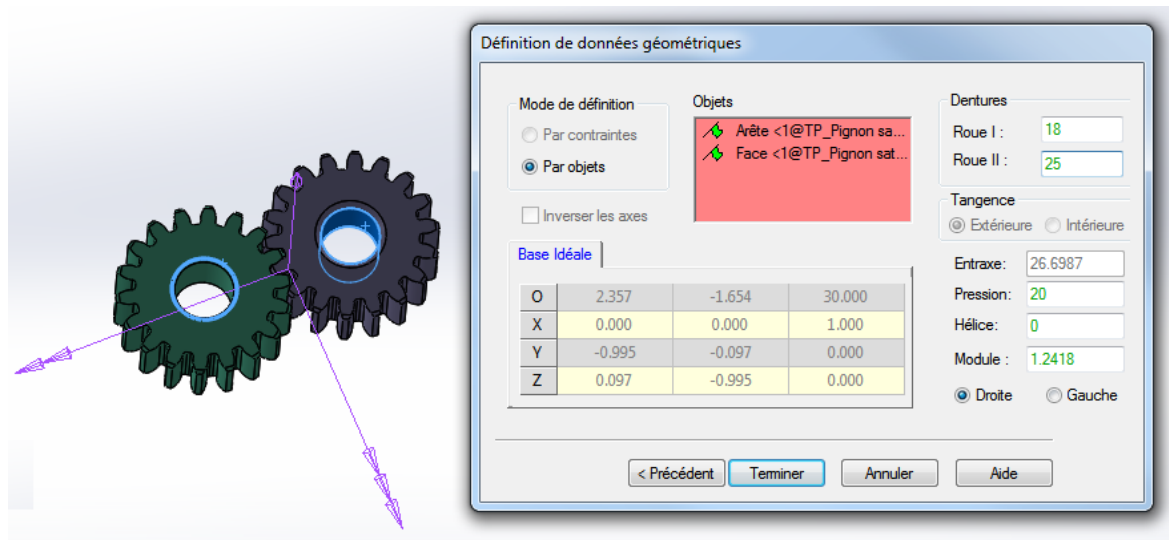 Définition de données géométriques
Mode de définition
Par contraintes
Par objets
Inverser les axes
Objets
Arête <1@TP_Pignon sa...
Face <1@TP_Pignon sat...
Base Idéale
O 2.357 -1.654 30.000
X 0.000 0.000 1.000
Y -0.995 -0.097 0.000
Z 0.097 -0.995 0.000
Dentures
Roue I : 18
Roue II : 25
Tangence
Extérieure Intérieure
Entraxe: 26.6987
Pression: 20
Hélice: 0
Module : 1.2418
Droite Gauche
< Précédent Terminer Annuler Aide